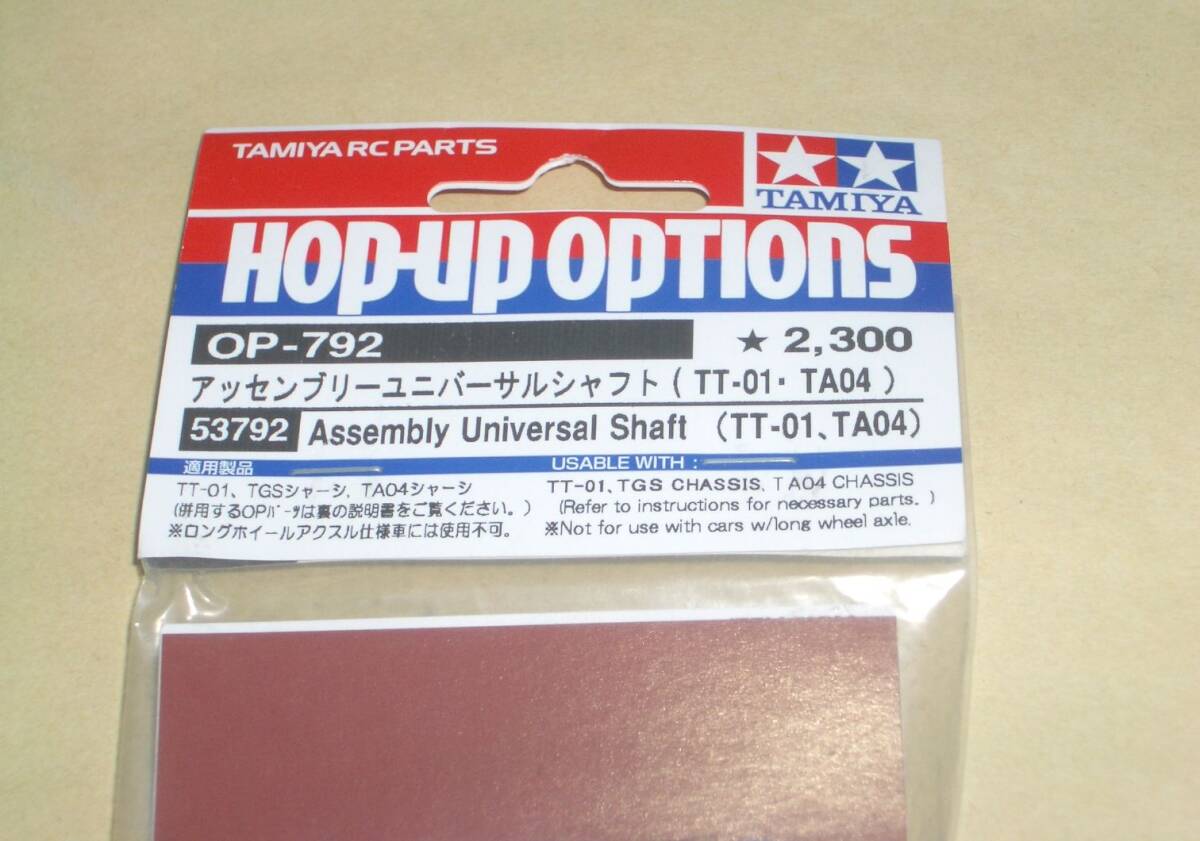 TAMIYA RC PARTS
TAMIYA
HOP-UP OPTIONS
OP-792 ★ 2,300
アッセンブリーユニバーサルシャフト ( TT-01・TA04 )
53792 Assembly Universal Shaft (TT-01、TA04)
適用製品
TT-01、TGSシャーシ, TA04シャーシ
(併用するOPパーツは裏の説明書をご覧ください。)
※ロングホイールアクスル仕様車には使用不可。
USABLE WITH :
TT-01、TGS CHASSIS, TA04 CHASSIS
(Refer to instructions for necessary parts. )
※Not for use with cars w/long wheel axle.